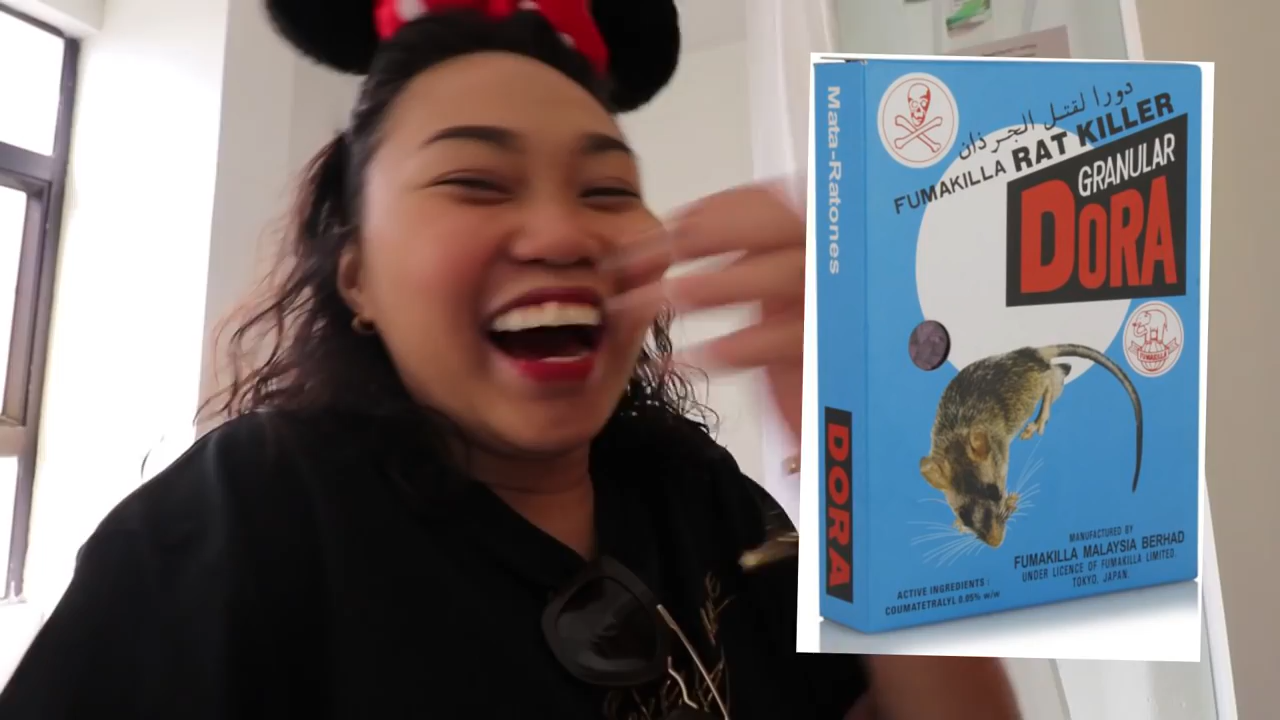 Mata-Ratones
DORA
دورا لقتل الجرذان
FUMAKILLA RAT KILLER
GRANULAR
DORA
FUMAKILLA
MANUFACTURED BY
FUMAKILLA MALAYSIA BERHAD
UNDER LICENCE OF FUMAKILLA LIMITED.
TOKYO, JAPAN.
ACTIVE INGREDIENTS :
COUMATETRALYL 0.05% w/w